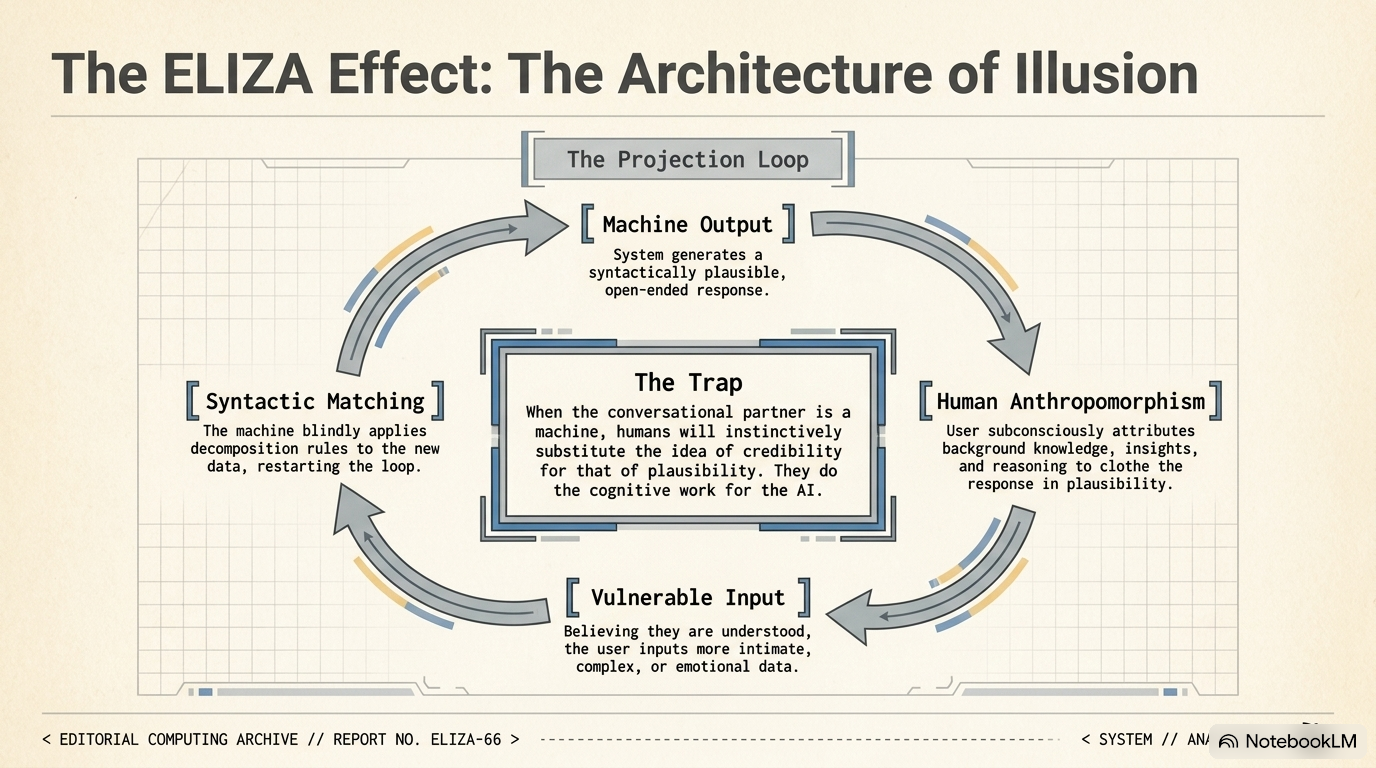 The ELIZA Effect: The Architecture of Illusion
The Projection Loop
[Machine Output]
System generates a
syntactically plausible,
open-ended response.
[Human Anthropomorphism]
User subconsciously attributes
background knowledge, insights,
and reasoning to clothe the
response in plausibility.
[Vulnerable Input]
Believing they are understood,
the user inputs more intimate,
complex, or emotional data.
[Syntactic Matching]
The machine blindly applies
decomposition rules to the new
data, restarting the loop.
The Trap
When the conversational partner is a
machine, humans will instinctively
substitute the idea of credibility
for that of plausibility. They do
the cognitive work for the AI.
< EDITORIAL COMPUTING ARCHIVE // REPORT NO. ELIZA-66 >
< SYSTEM //
NotebookLM